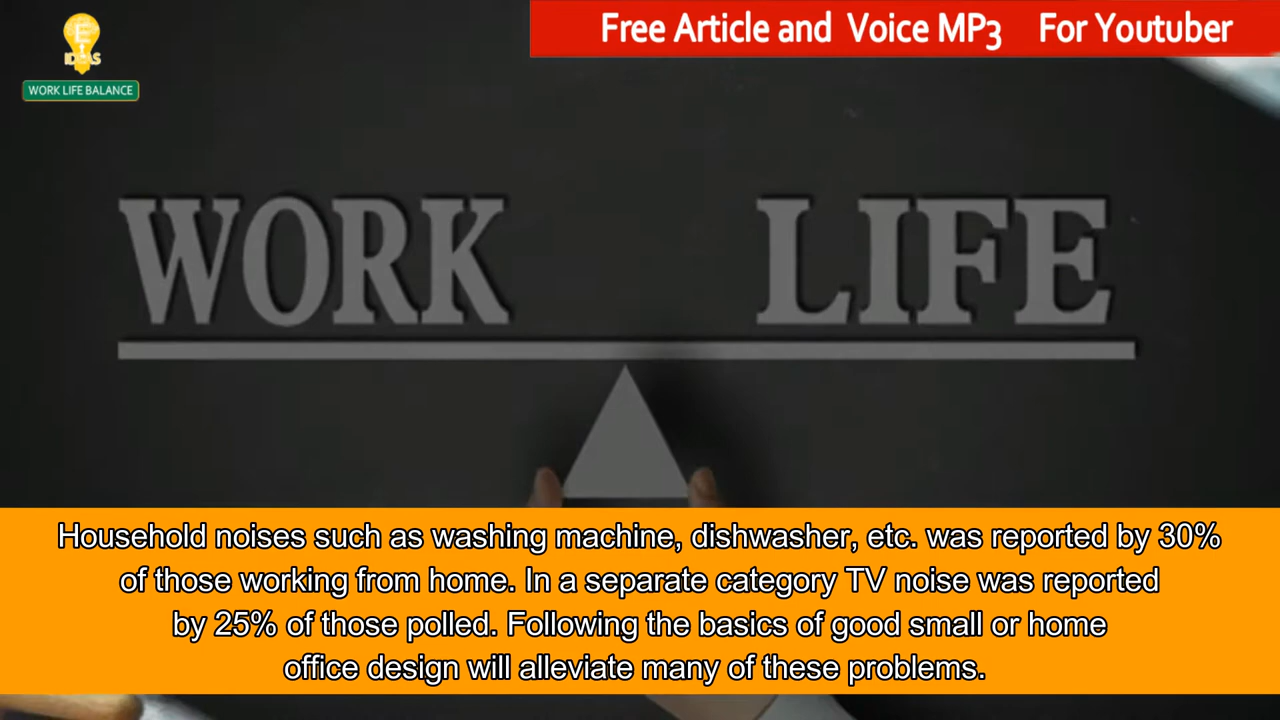 Free Article and Voice MP3 For Youtuber
E
IDEAS
WORK LIFE BALANCE
WORK LIFE
Household noises such as washing machine, dishwasher, etc. was reported by 30%
of those working from home. In a separate category TV noise was reported
by 25% of those polled. Following the basics of good small or home
office design will alleviate many of these problems.